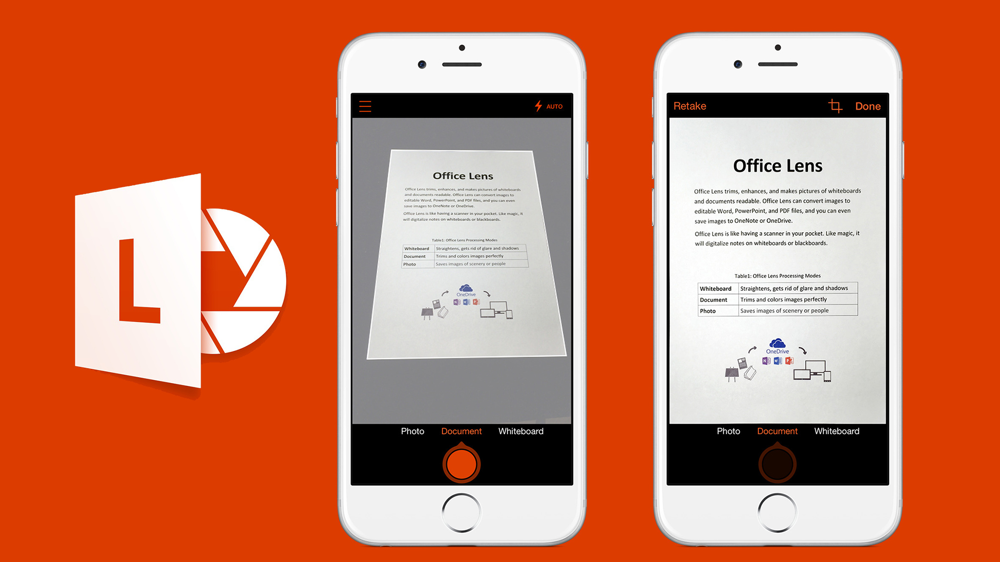 L
AUTO
Office Lens
Office Lens trims, enhances, and makes pictures of whiteboards
and documents readable. Office Lens can convert images to
editable Word, PowerPoint, and PDF files, and you can even
save images to OneNote or OneDrive.
Office Lens is like having a scanner in your pocket. Like magic, it
will digitalize notes on whiteboards or blackboards.
Table1: Office Lens Processing Modes
Whiteboard Straightens, gets rid of glare and shadows
Document Trims and colors images perfectly
Photo Saves images of scenery or people
OneDrive
N W P
Photo Document Whiteboard
Retake Done
Office Lens
Office Lens trims, enhances, and makes pictures of whiteboards
and documents readable. Office Lens can convert images to
editable Word, PowerPoint, and PDF files, and you can even
save images to OneNote or OneDrive.
Office Lens is like having a scanner in your pocket. Like magic, it
will digitalize notes on whiteboards or blackboards.
Table1: Office Lens Processing Modes
Whiteboard Straightens, gets rid of glare and shadows
Document Trims and colors images perfectly
Photo Saves images of scenery or people
OneDrive
N W P
Photo Document Whiteboard